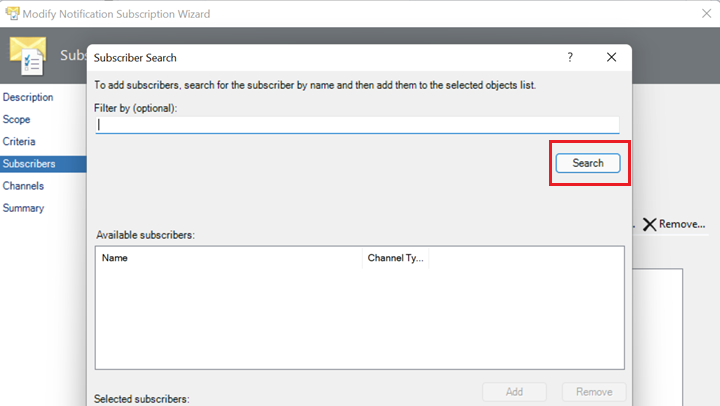 Modify Notification Subscription Wizard
Subscriber Search
?
To add subscribers, search for the subscriber by name and then add them to the selected objects list.
Filter by (optional):
Search
Description
Scope
Criteria
Subscribers
Channels
Summary
Remove...
Available subscribers:
Name Channel Ty...
Add Remove
Selected subscribers: